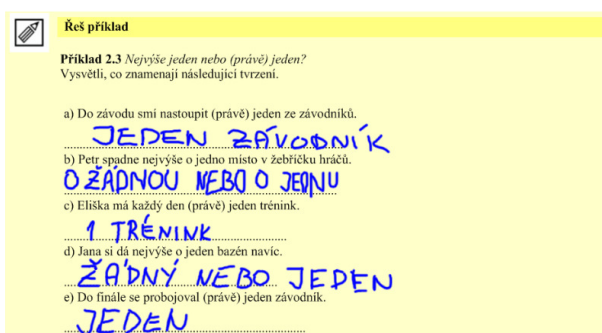 Řeš příklad
Příklad 2.3 Nejvýše jeden nebo (právě) jeden?
Vysvětli, co znamenají následující tvrzení.
a) Do závodu smí nastoupit (právě) jeden ze závodníků.
JEDEN ZÁVODNÍK
b) Petr spadne nejvýše o jedno místo v žebříčku hráčů.
O ŽÁDNOU NEBO O JEDNU
c) Eliška má každý den (právě) jeden trénink.
1 TRÉNINK
d) Jana si dá nejvýše o jeden bazén navíc.
ŽÁDNÝ NEBO JEDEN
e) Do finále se probojoval (právě) jeden závodník.
JEDEN